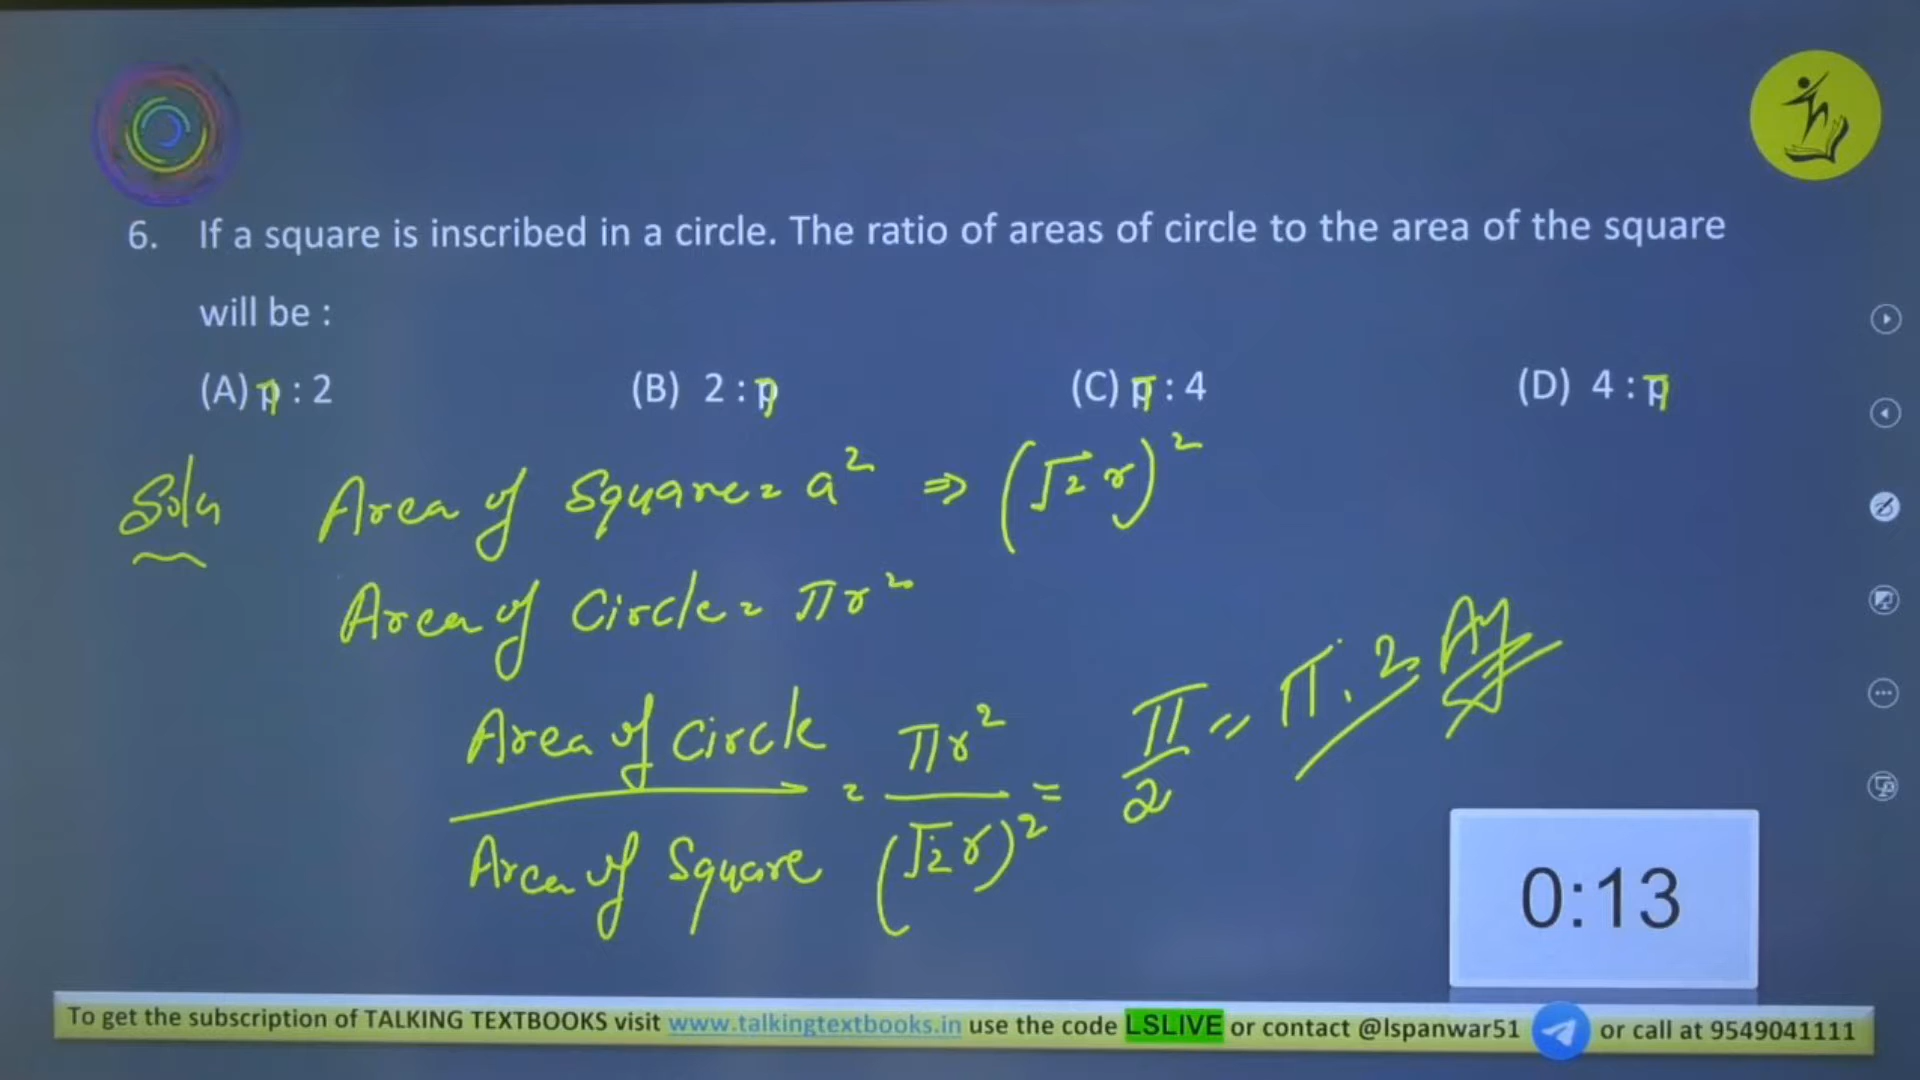 6. If a square is inscribed in a circle. The ratio of areas of circle to the area of the square
will be :
(A) π : 2 (B) 2 : π (C) π : 4 (D) 4 : π
Soln Area of Square = a² ⇒ (√2 r)²
Area of Circle = πr²
Area of Circle / Area of Square = πr² / (√2 r)² = π / 2 = π : 2 Ay
0:13
To get the subscription of TALKING TEXTBOOKS visit www.talkingtextbooks.in use the code LSLIVE or contact @lspanwar51 or call at 9549041111